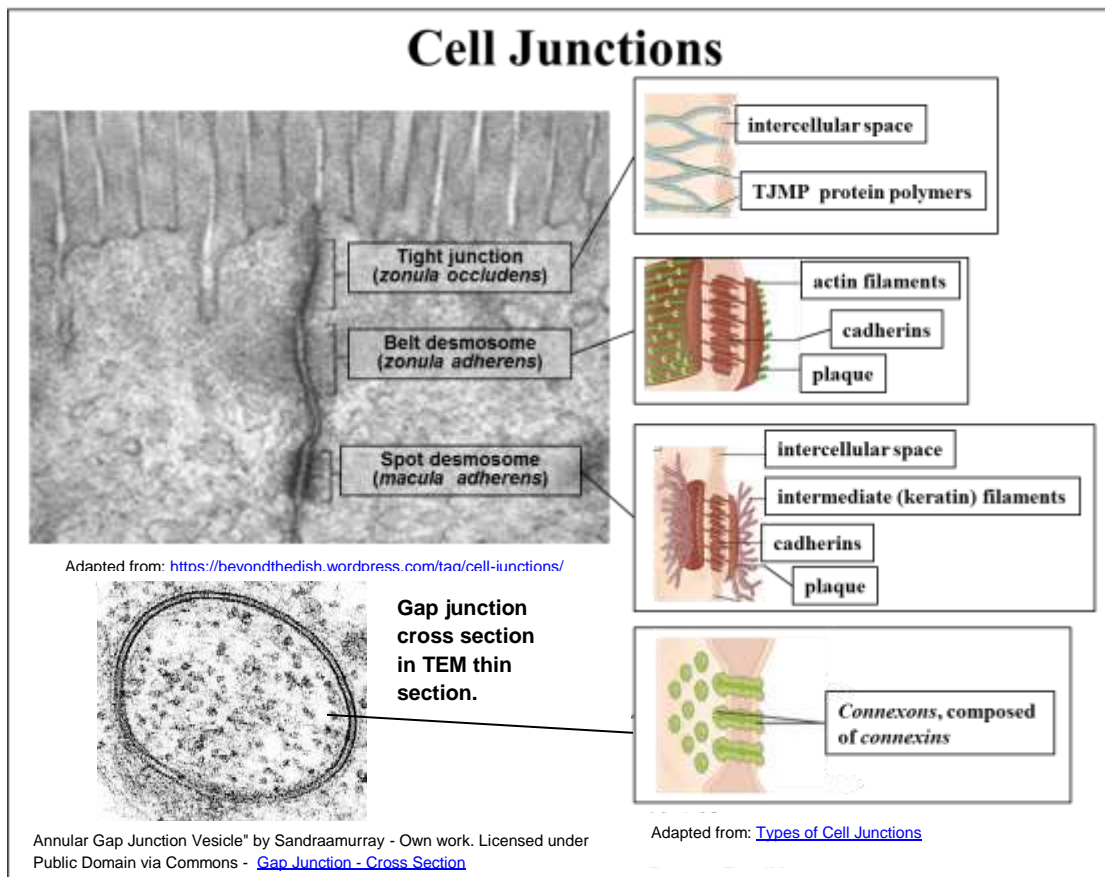 Cell Junctions
intercellular space
TJMP protein polymers
Tight junction
(zonula occludens)
actin filaments
Belt desmosome
(zonula adherens)
cadherins
plaque
intercellular space
Spot desmosome
(macula adherens)
intermediate (keratin) filaments
cadherins
plaque
Adapted from: https://beyondthedish.wordpress.com/tag/cell-junctions/
Gap junction
cross section
in TEM thin
section.
Connexons, composed
of connexins
Annular Gap Junction Vesicle" by Sandraamurray - Own work. Licensed under
Public Domain via Commons - Gap Junction - Cross Section
Adapted from: Types of Cell Junctions